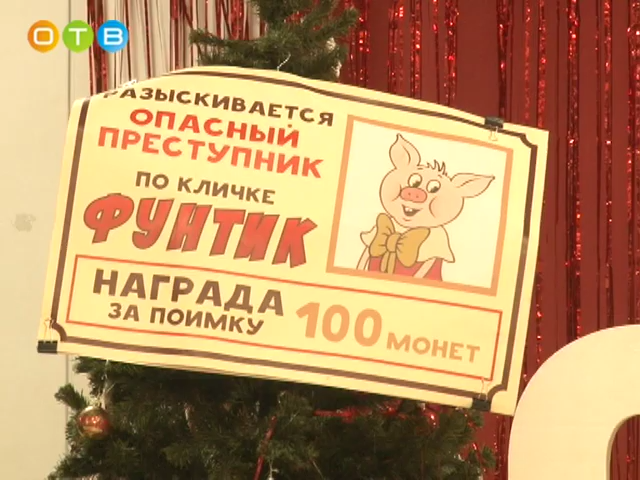 ОТВ
РАЗЫСКИВАЕТСЯ
ОПАСНЫЙ
ПРЕСТУПНИК
ПО КЛИЧКЕ
ФУНТИК
НАГРАДА
ЗА ПОИМКУ
100 МОНЕТ